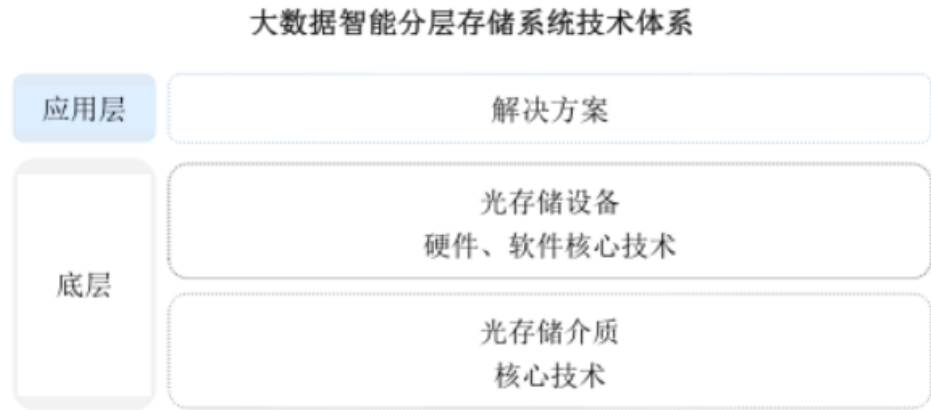 大数据智能分层存储系统技术体系
应用层
解决方案
底层
光存储设备
硬件、软件核心技术
光存储介质
核心技术